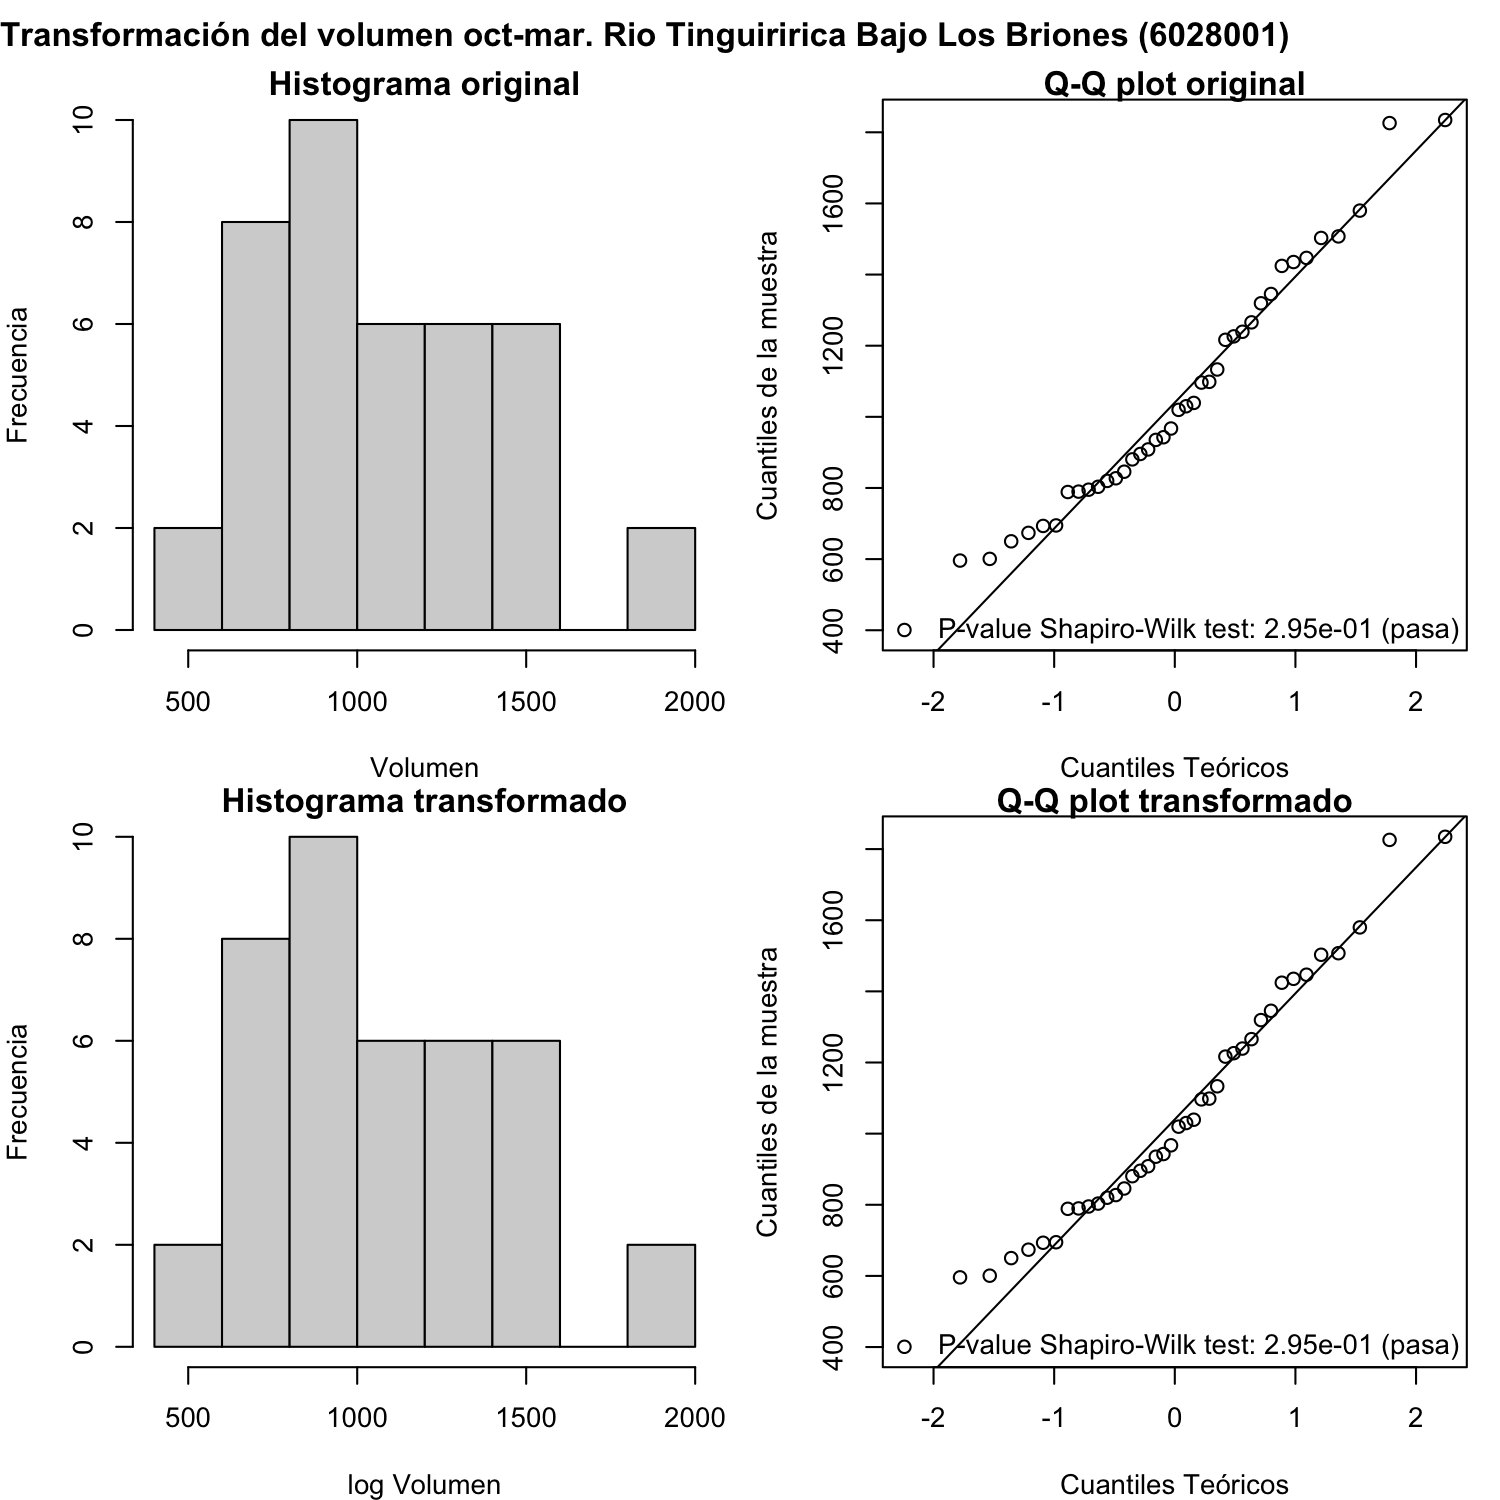 Transformación del volumen oct-mar. Rio Tinguiririca Bajo Los Briones (6028001)
Histograma original
Frecuencia
0 2 4 6 8 10
500 1000 1500 2000
Volumen
Q-Q plot original
Cuantiles de la muestra
400 600 800 1200 1600
P-value Shapiro-Wilk test: 2.95e-01 (pasa)
-2 -1 0 1 2
Cuantiles Teóricos
Histograma transformado
Frecuencia
0 2 4 6 8 10
500 1000 1500 2000
log Volumen
Q-Q plot transformado
Cuantiles de la muestra
400 600 800 1200 1600
P-value Shapiro-Wilk test: 2.95e-01 (pasa)
-2 -1 0 1 2
Cuantiles Teóricos